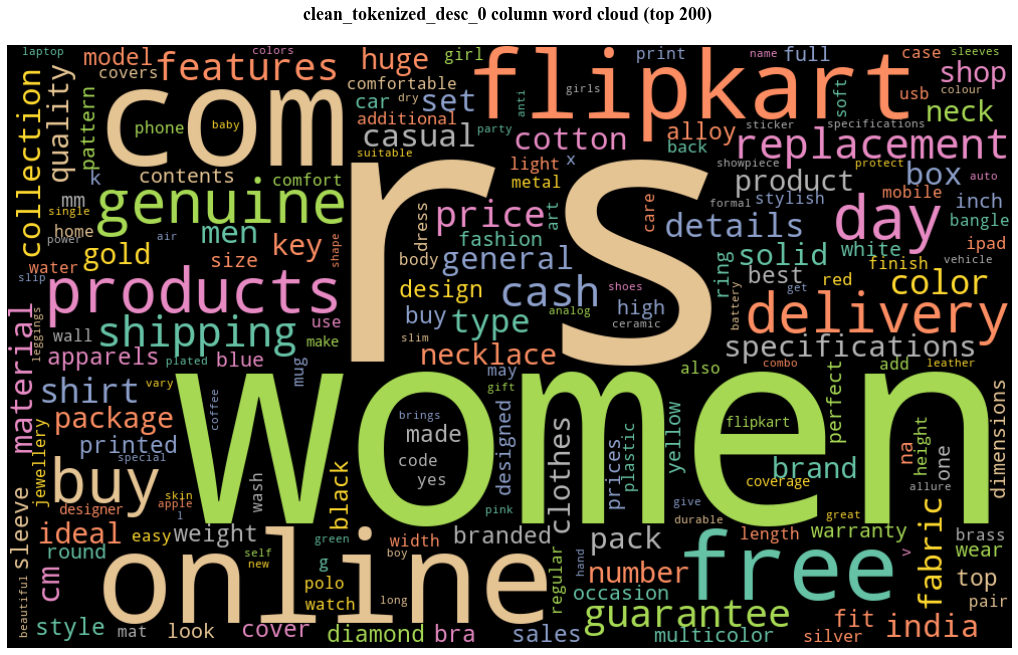 clean_tokenized_desc_0 column word cloud (top 200)
laptop
model
colors
girl
print
full
case
sleeves
covers
features
huge
flipkart
shop
collection
quality
pattern
com
comfortable
girls
name
usb
colour
car
dry
set
anti
soft
neck
phone
baby
additional
casual
party
cotton
sticker
specifications
alloy
back
replacement
suitable
light
x
showpiece
protect
contents
k
comfort
rs
metal
product
box
mobile
auto
mm
genuine
dress
price
art
care
formal
stylish
inch
single
home
men
key
shape
fashion
details
day
bangle
power
air
gold
size
body
general
ring
solid
white
ipad
water
best
finish
vehicle
slip
products
design
cash
shoes
battery
get
red
color
material
leggings
use
buy
type
analog
high
ceramic
delivery
wall
shipping
make
slim
specifications
apparels
plated
blue
mug
necklace
may
also
combo
add
leather
shirt
vary
coffee
women
gift
perfect
dimensions
package
brings
made
designed
clothes
prices
plastic
yellow
flipkart
printed
special
code
yes
brand
na
height
one
jewellery
buy
skin
apple
wash
black
pink
coverage
allure
sleeve
designer
l
give
durable
great
fabric
ideal
easy
weight
green
width
branded
pack
length
warranty
brass
round
online
self
new
boy
regular
hand
free
v
wear
cm
g
polo
number
occasion
top
beautiful
watch
long
guarantee
pair
style
mat
look
cover
diamond
bra
sales
multicolor
fit
silver
india